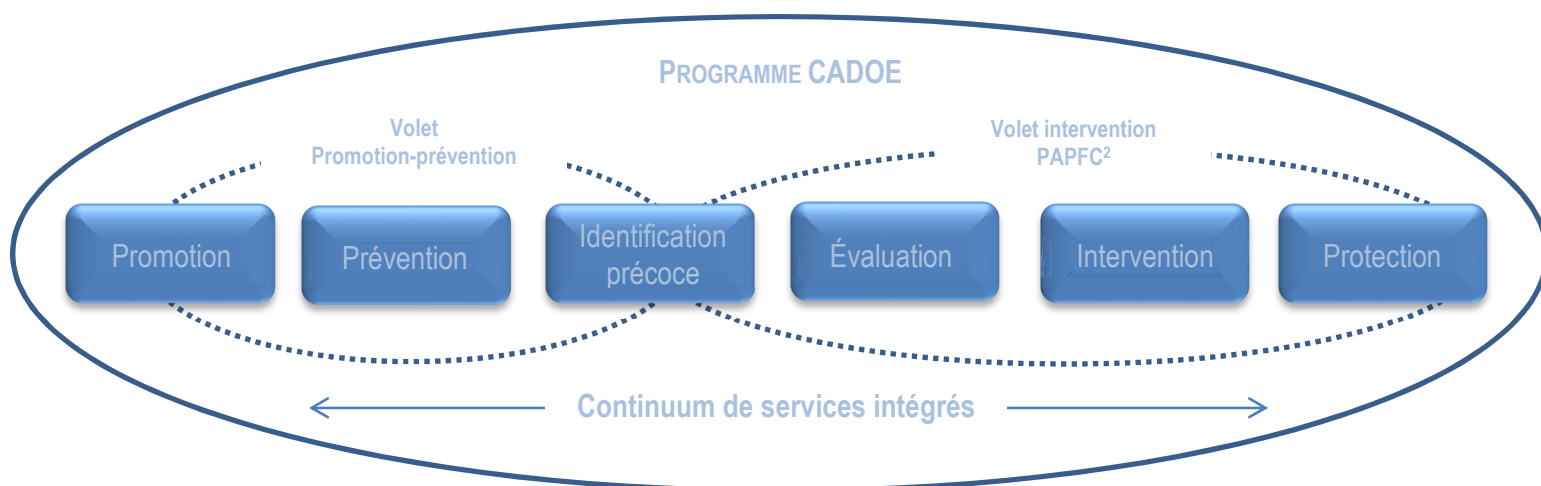 PROGRAMME CADOE
Volet
Promotion-prévention
Volet intervention
PAPFC²
Promotion
Prévention
Identification
précoce
Évaluation
Intervention
Protection
Continuum de services intégrés